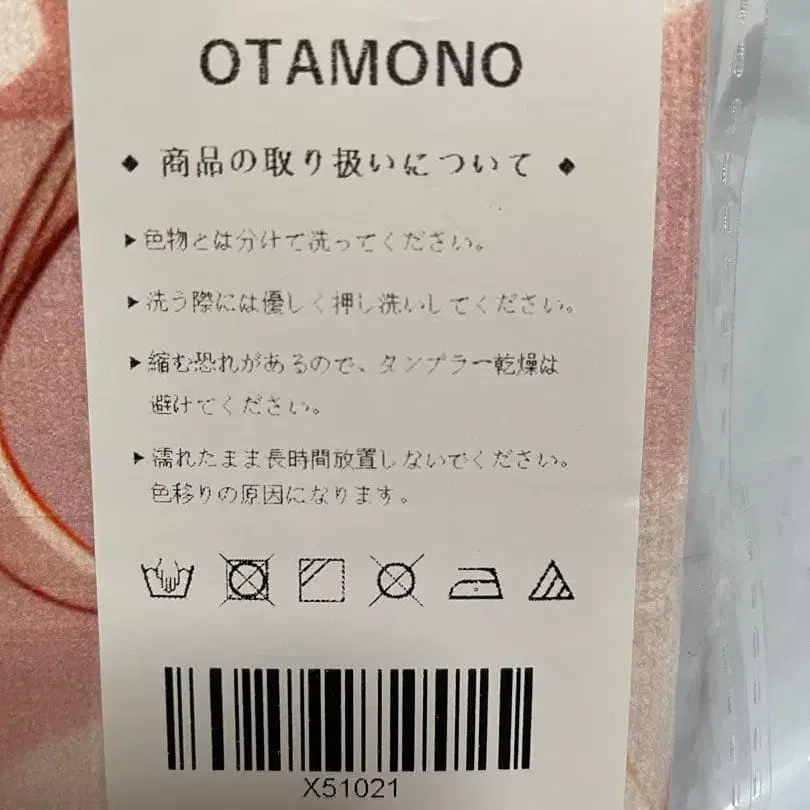 OTAMONO
◆ 商品の取り扱いについて ◆
▶色物とは分けて洗ってください。
▶洗う際には優しく押し洗いしてください。
▶縮む恐れがあるので、タンブラー乾燥は
避けてください。
▶濡れたまま長時間放置しないでください。
色移りの原因になります。
X51021